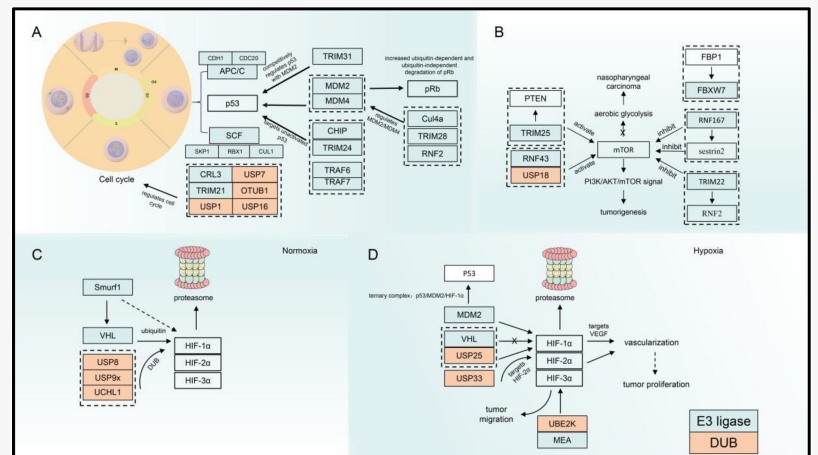 A
CDH1 CDC20
APC/C
p53
SCF
SKP1 RBX1 CUL1
Cell cycle
regulates cell
cycle
CRL3 USP7
TRIM21 OTUB1
USP1 USP16
competitively
regulates p53
with MDM2
targets unactivated
p53
TRIM31
MDM2
MDM4
CHIP
TRIM24
TRAF6
TRAF7
increased ubiquitin-dependent and
ubiquitin-independent
degradation of pRb
pRb
regulates
MDM2/MDM4
Cul4a
TRIM28
RNF2
M
S
B
PTEN
TRIM25
RNF43
USP18
activate
activate
nasopharyngeal
carcinoma
aerobic glycolysis
X
mTOR
PI3K/AKT/mTOR signal
tumorigenesis
inhibit
inhibit
inhibit
FBP1
FBXW7
RNF167
sestrin2
TRIM22
RNF2
C
Normoxia
Smurf1
VHL
ubiquitin
USP8
USP9x
UCHL1
DUB
proteasome
HIF-1α
HIF-2α
HIF-3α
D
Hypoxia
P53
ternary complex: p53/MDM2/HIF-1α
MDM2
VHL
USP25
USP33
X
targets
HIF-2α
proteasome
HIF-1α
HIF-2α
HIF-3α
targets
VEGF
vascularization
tumor proliferation
tumor
migration
UBE2K
MEA
E3 ligase
DUB